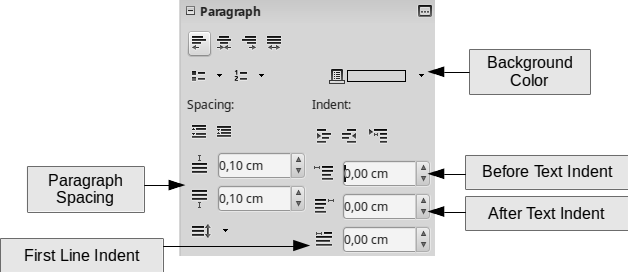 Paragraph
Background
Color
Spacing:
Indent:
0,10 cm
0,00 cm
Before Text Indent
Paragraph
Spacing
0,10 cm
0,00 cm
After Text Indent
First Line Indent
0,00 cm